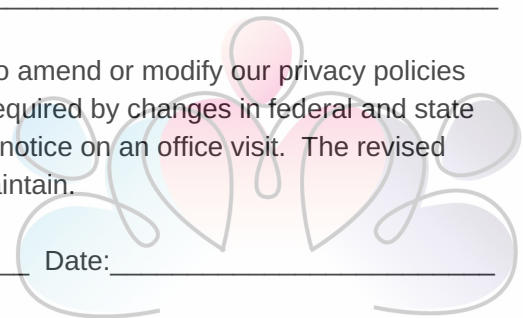 o amend or modify our privacy policies
equired by changes in federal and state
notice on an office visit.  The revised
aintain.
Date: